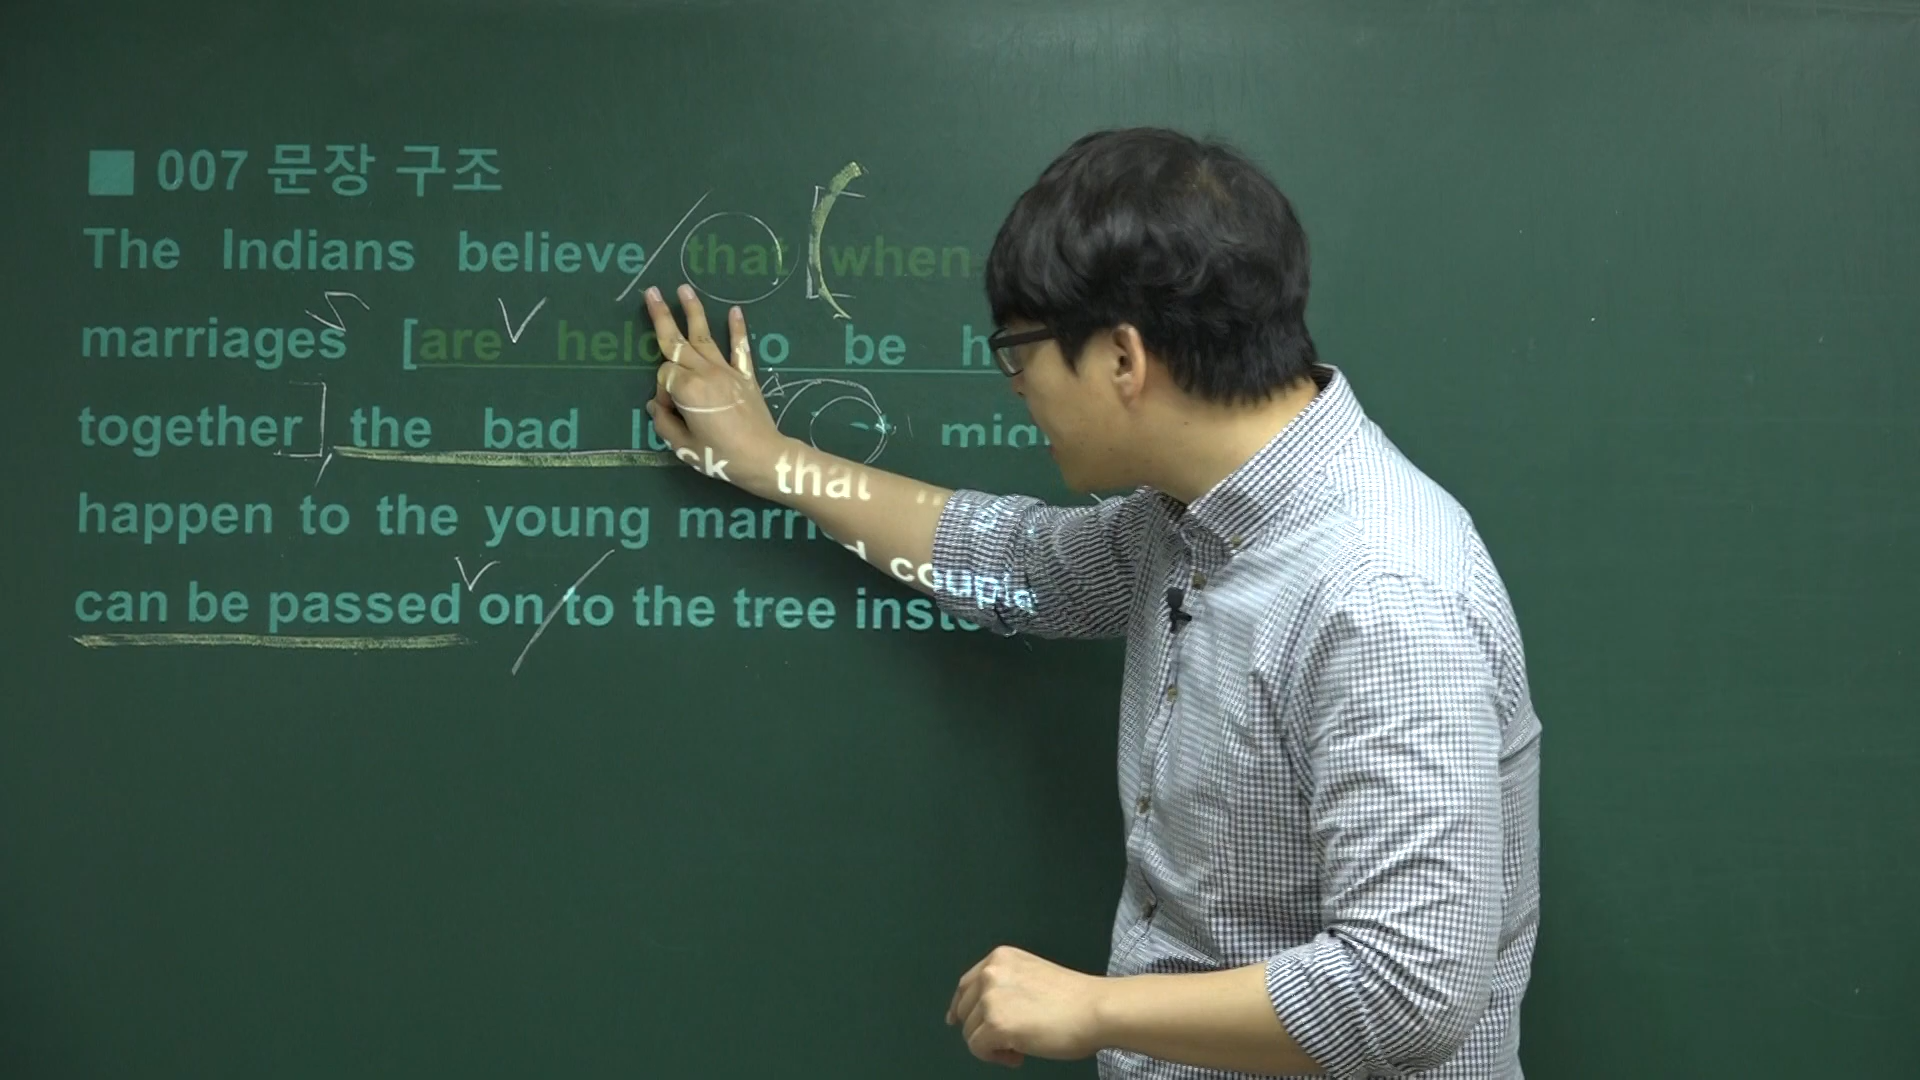 ■ 007 문장 구조
The Indians believe that when
marriages [are held to be
together] the bad luck that
happen to the young
can be passed on to the tree